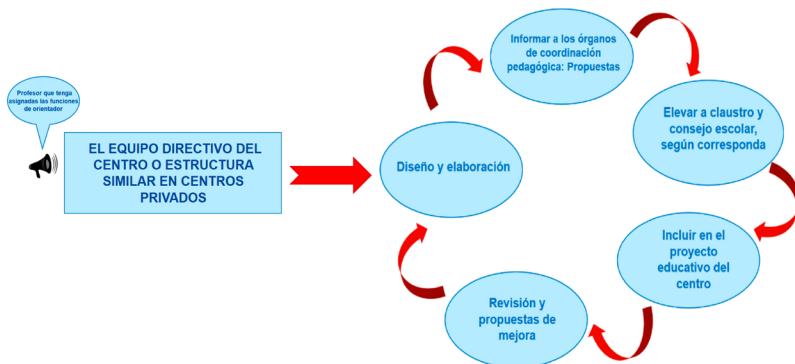 Profesor que tenga
asignadas las funciones
de orientador
EL EQUIPO DIRECTIVO DEL
CENTRO O ESTRUCTURA
SIMILAR EN CENTROS
PRIVADOS
Diseño y elaboración
Informar a los órganos
de coordinación
pedagógica: Propuestas
Elevar a claustro y
consejo escolar,
según corresponda
Incluir en el
proyecto
educativo del
centro
Revisión y
propuestas de
mejora